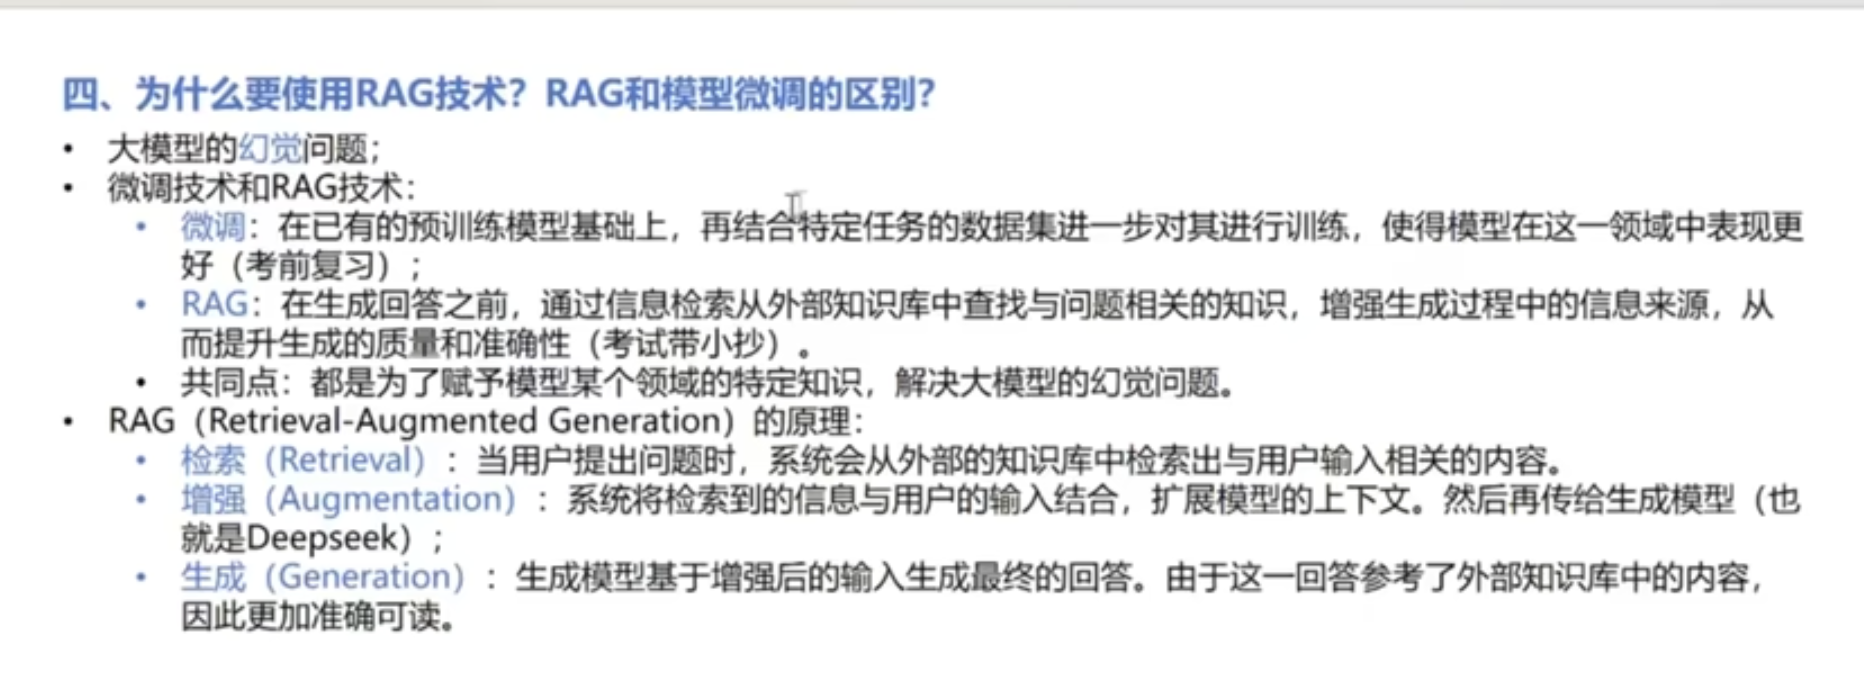 四、为什么要使用RAG技术？RAG和模型微调的区别？
• 大模型的幻觉问题；
• 微调技术和RAG技术：
• 微调：在已有的预训练模型基础上，再结合特定任务的数据集进一步对其进行训练，使得模型在这一领域中表现更
好（考前复习）；
• RAG：在生成回答之前，通过信息检索从外部知识库中查找与问题相关的知识，增强生成过程中的信息来源，从
而提升生成的质量和准确性（考试带小抄）。
• 共同点：都是为了赋予模型某个领域的特定知识，解决大模型的幻觉问题。
• RAG（Retrieval-Augmented Generation）的原理：
• 检索（Retrieval）：当用户提出问题时，系统会从外部的知识库中检索出与用户输入相关的内容。
• 增强（Augmentation）：系统将检索到的信息与用户的输入结合，扩展模型的上下文。然后再传给生成模型（也
就是Deepseek）；
• 生成（Generation）：生成模型基于增强后的输入生成最终的回答。由于这一回答参考了外部知识库中的内容，
因此更加准确可读。